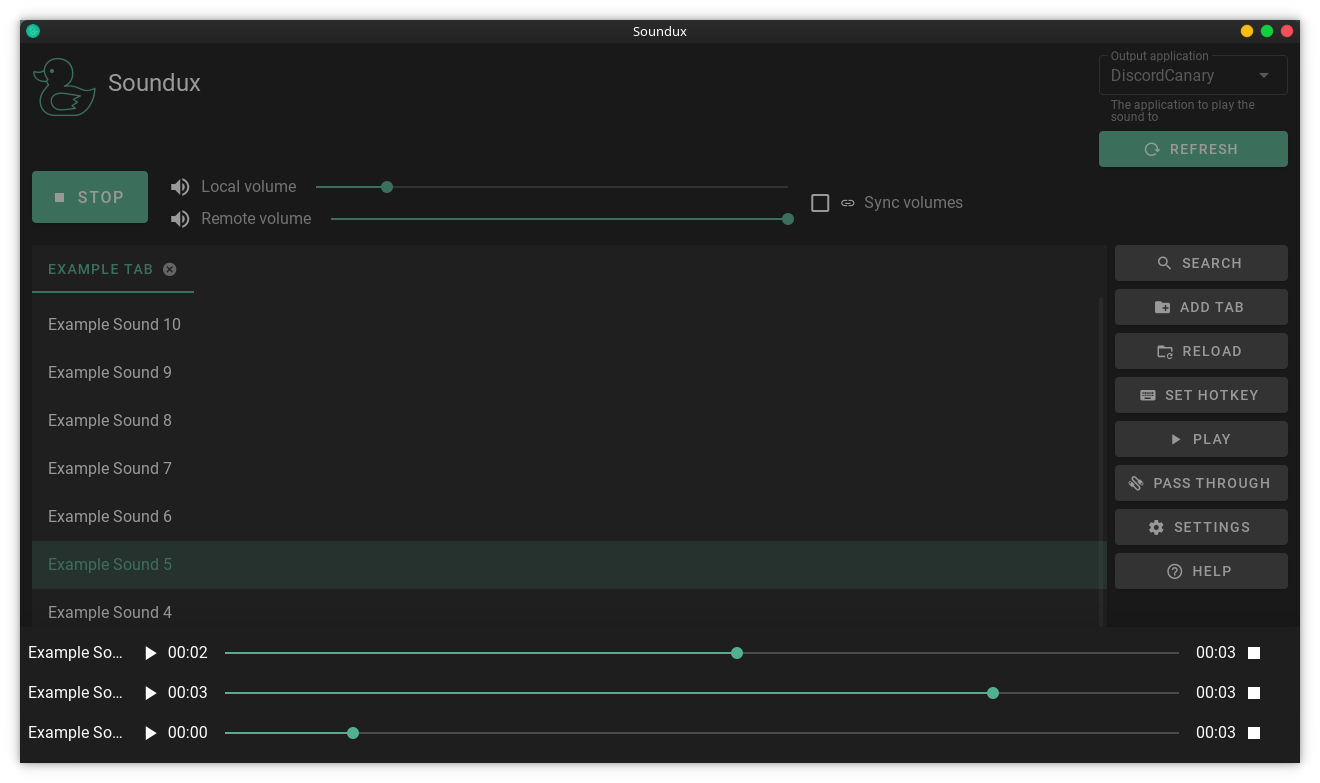 Soundux
Soundux
Output application
DiscordCanary
The application to play the
sound to
REFRESH
STOP
Local volume
Remote volume
Sync volumes
EXAMPLE TAB
Example Sound 10
Example Sound 9
Example Sound 8
Example Sound 7
Example Sound 6
Example Sound 5
Example Sound 4
SEARCH
ADD TAB
RELOAD
SET HOTKEY
PLAY
PASS THROUGH
SETTINGS
HELP
Example So... 00:02 00:03
Example So... 00:03 00:03
Example So... 00:00 00:03